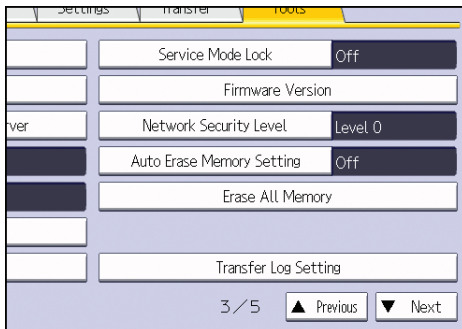 Settings Transfer Tools
Service Mode Lock Off
Firmware Version
rver Network Security Level Level 0
Auto Erase Memory Setting Off
Erase All Memory
Transfer Log Setting
3/5 ▲ Previous ▼ Next